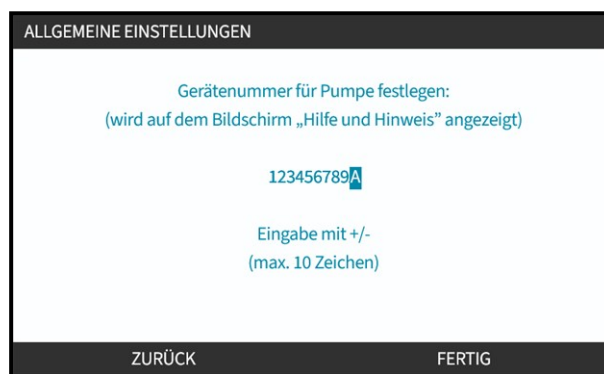 ALLGEMEINE EINSTELLUNGEN
Gerätenummer für Pumpe festlegen:
(wird auf dem Bildschirm „Hilfe und Hinweis” angezeigt)
123456789A
Eingabe mit +/-
(max. 10 Zeichen)
ZURÜCK FERTIG